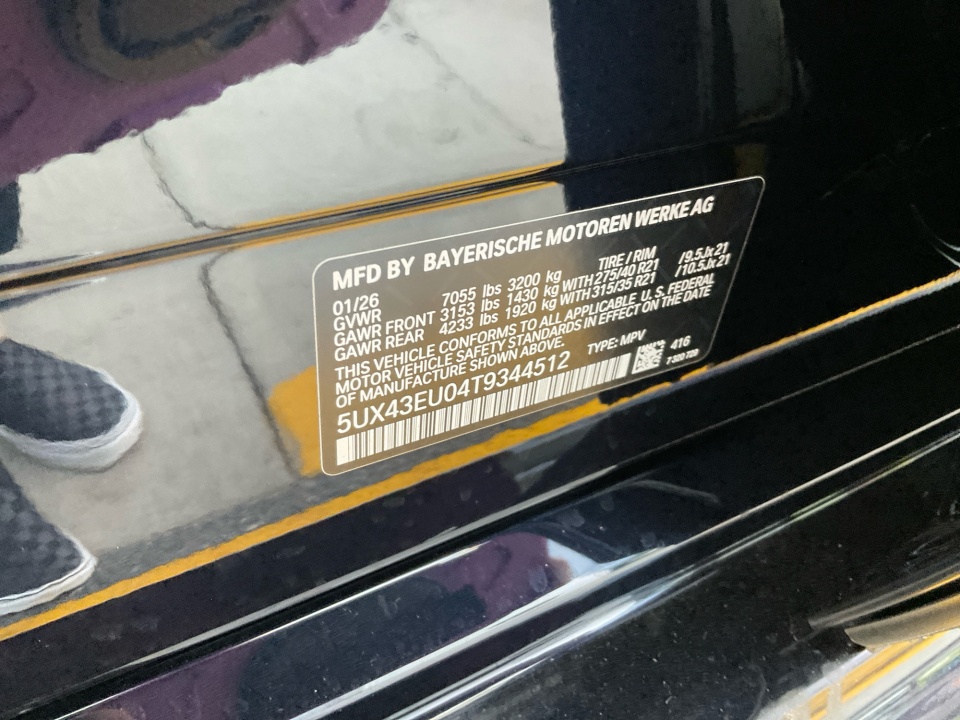 MFD BY BAYERISCHE MOTOREN WERKE AG
01/26 TIRE / RIM
GVWR 7055 lbs 3200 kg
GAWR FRONT 3153 lbs 1430 kg WITH 275/40 R21 /9.5Jx21
GAWR REAR 4233 lbs 1920 kg WITH 315/35 R21 /10.5Jx21
THIS VEHICLE CONFORMS TO ALL APPLICABLE U. S. FEDERAL
MOTOR VEHICLE SAFETY STANDARDS IN EFFECT ON THE DATE
OF MANUFACTURE SHOWN ABOVE. TYPE: MPV
5UX43EU04T9344512 416
7 320 729